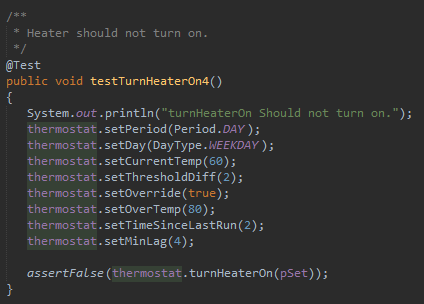 /**
 * Heater should not turn on.
 */
@Test
public void testTurnHeaterOn4()
{
    System.out.println("turnHeaterOn Should not turn on.");
    thermostat.setPeriod(Period.DAY);
    thermostat.setDay(DayType.WEEKDAY);
    thermostat.setCurrentTemp(60);
    thermostat.setThresholdDiff(2);
    thermostat.setOverride(true);
    thermostat.setOverTemp(80);
    thermostat.setTimeSinceLastRun(2);
    thermostat.setMinLag(4);

    assertFalse(thermostat.turnHeaterOn(pSet));
}